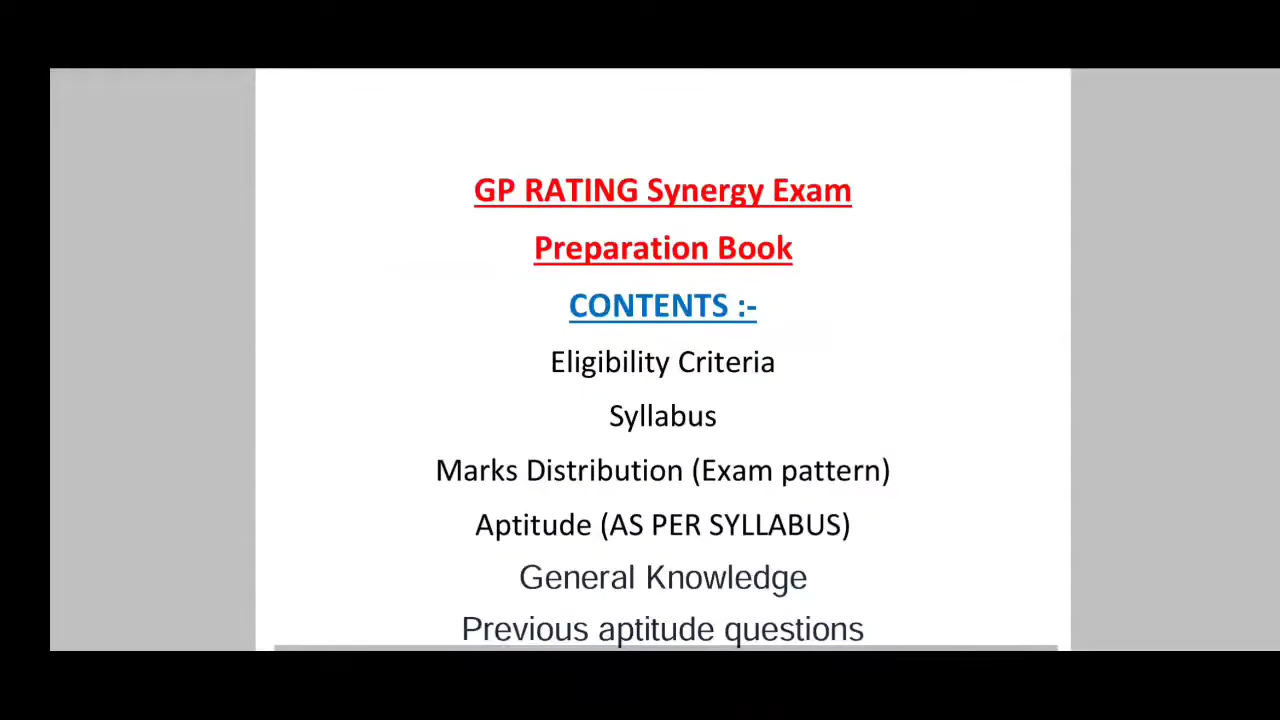 GP RATING Synergy Exam
Preparation Book
CONTENTS :-
Eligibility Criteria
Syllabus
Marks Distribution (Exam pattern)
Aptitude (AS PER SYLLABUS)
General Knowledge
Previous aptitude questions